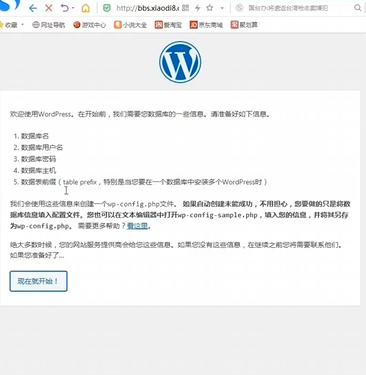 http://bbs.xiaodi8.c
收藏 网址导航 游戏中心 小说大全 爱淘宝 JD 京东商城 聚划算
欢迎使用WordPress。在开始前，我们需要您数据库的一些信息。请准备好如下信息。
1. 数据库名
2. 数据库用户名
3. 数据库密码
4. 数据库主机
5. 数据表前缀（table prefix，特别是当您要在一个数据库中安装多个WordPress时）
我们会使用这些信息来创建一个wp-config.php文件。 如果自动创建未能成功，不用担心，您要做的只是将数
据库信息填入配置文件。您也可以在文本编辑器中打开wp-config-sample.php，填入您的信息，并将其另存
为wp-config.php。 需要更多帮助？看这里。
绝大多数时候，您的网站服务提供商会给您这些信息。如果您没有这些信息，在继续之前您将需要联系他们。
如果您准备好了…
现在就开始！